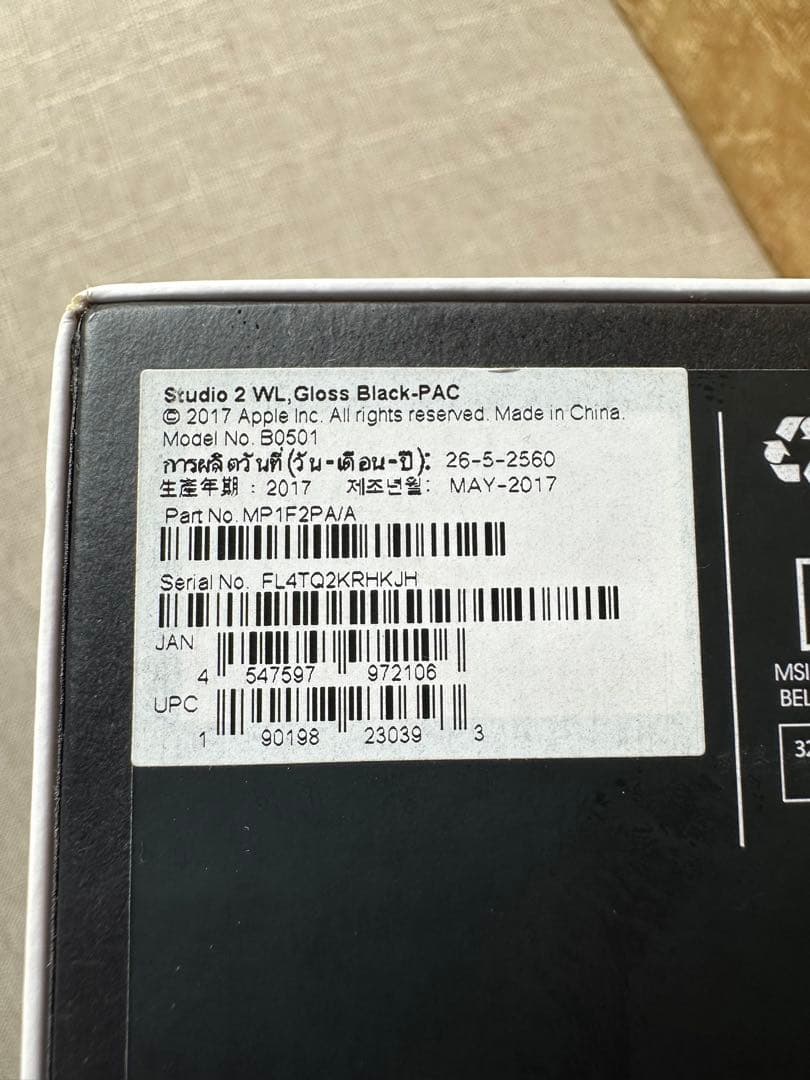 Studio 2 WL,Gloss Black-PAC
© 2017 Apple Inc. All rights reserved. Made in China.
Model No. B0501
การผลิตวันที่ (วัน-เดือน-ปี): 26-5-2560
生產年期 : 2017 제조년월: MAY-2017
Part No. MP1F2PA/A
Serial No. FL4TQ2KRHKJH
JAN
4 547597 972106
UPC
1 90198 23039 3
MSI
BEL
32